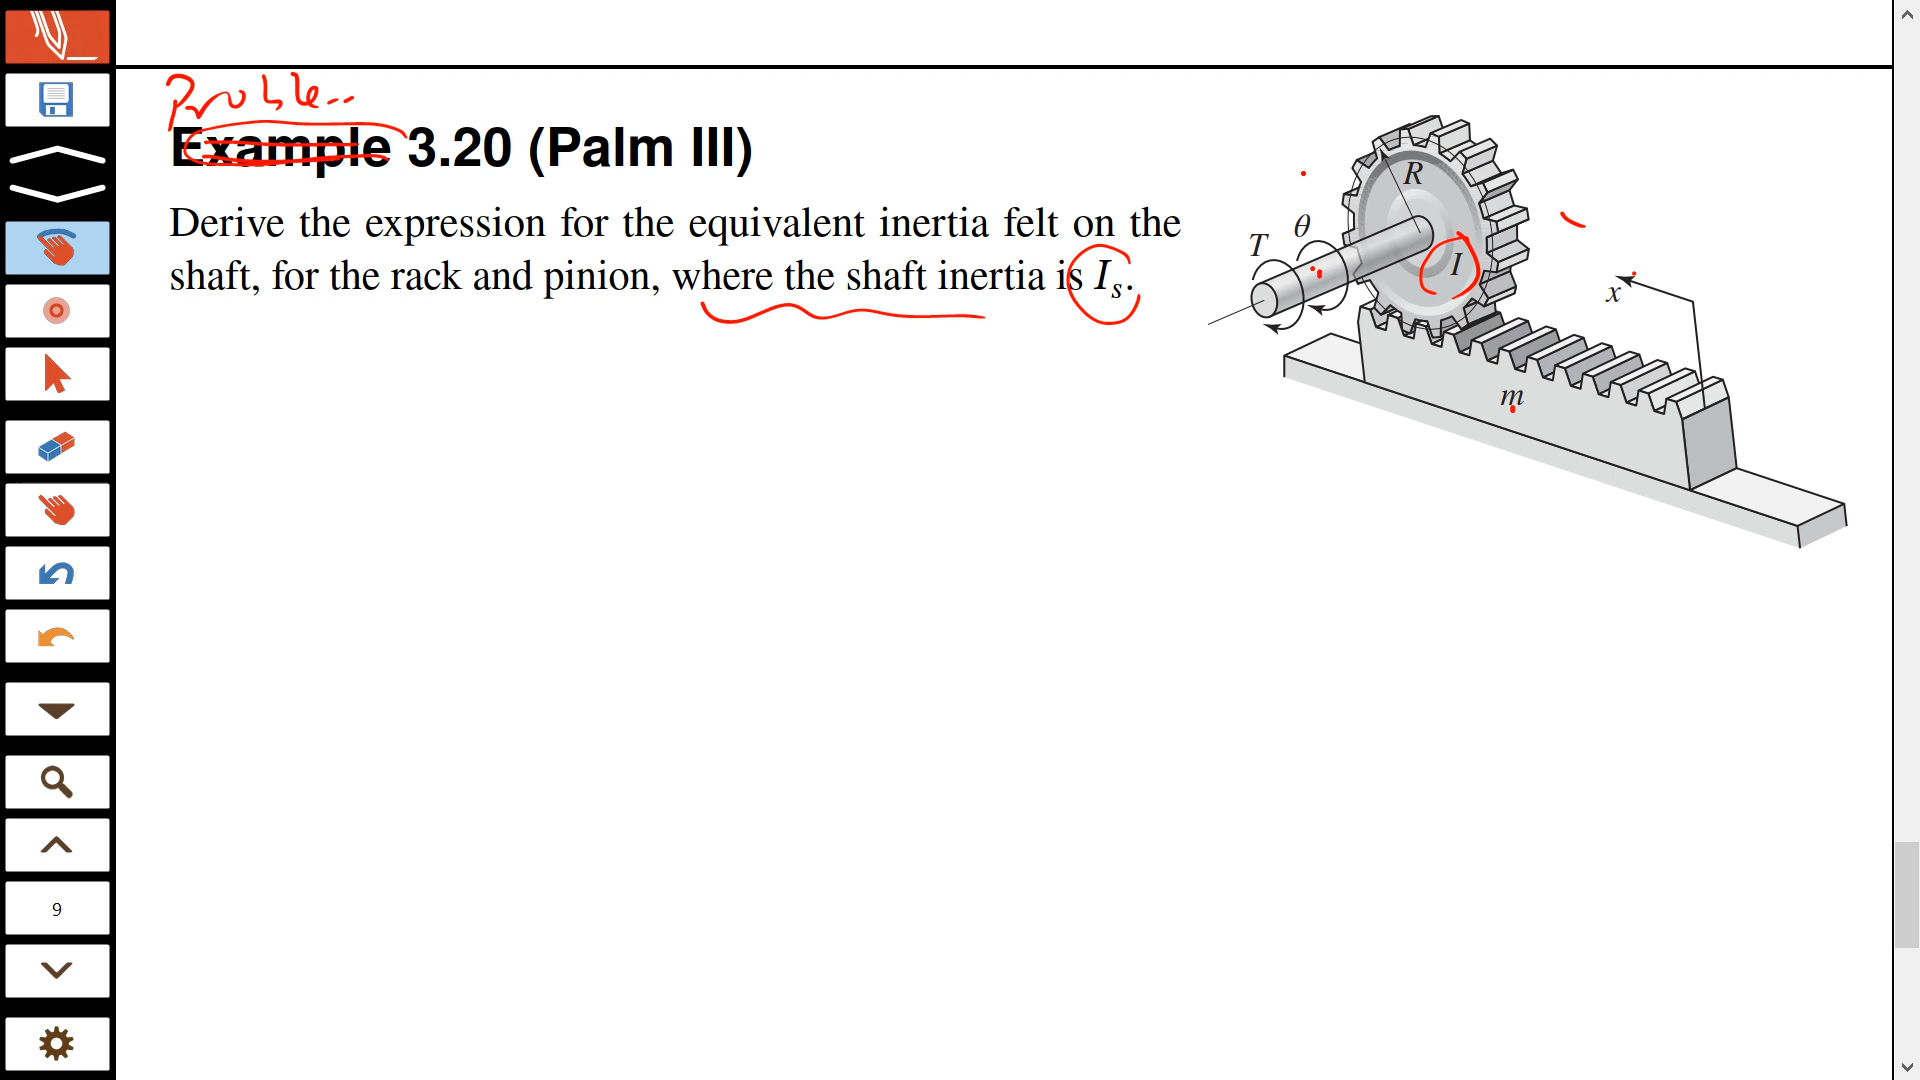 Proble..
Example 3.20 (Palm III)
Derive the expression for the equivalent inertia felt on the
shaft, for the rack and pinion, where the shaft inertia is Is.
R
θ
T
I
x
m
9